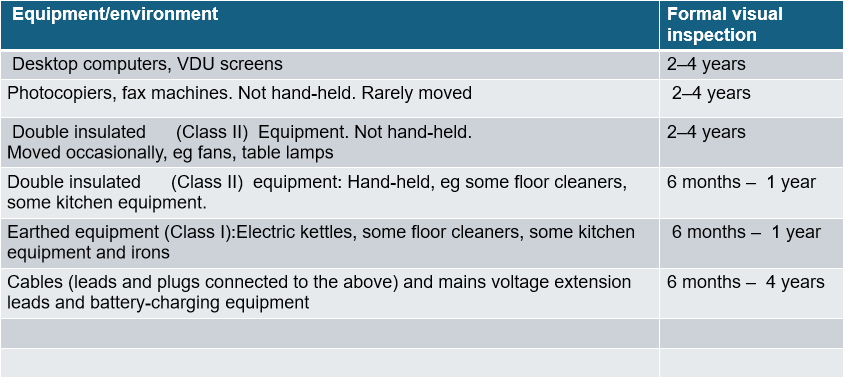 Equipment/environment
Formal visual
inspection
Desktop computers, VDU screens
2–4 years
Photocopiers, fax machines. Not hand-held. Rarely moved
2–4 years
Double insulated (Class II) Equipment. Not hand-held.
Moved occasionally, eg fans, table lamps
2–4 years
Double insulated (Class II) equipment: Hand-held, eg some floor cleaners,
some kitchen equipment.
6 months – 1 year
Earthed equipment (Class I):Electric kettles, some floor cleaners, some kitchen
equipment and irons
6 months – 1 year
Cables (leads and plugs connected to the above) and mains voltage extension
leads and battery-charging equipment
6 months – 4 years